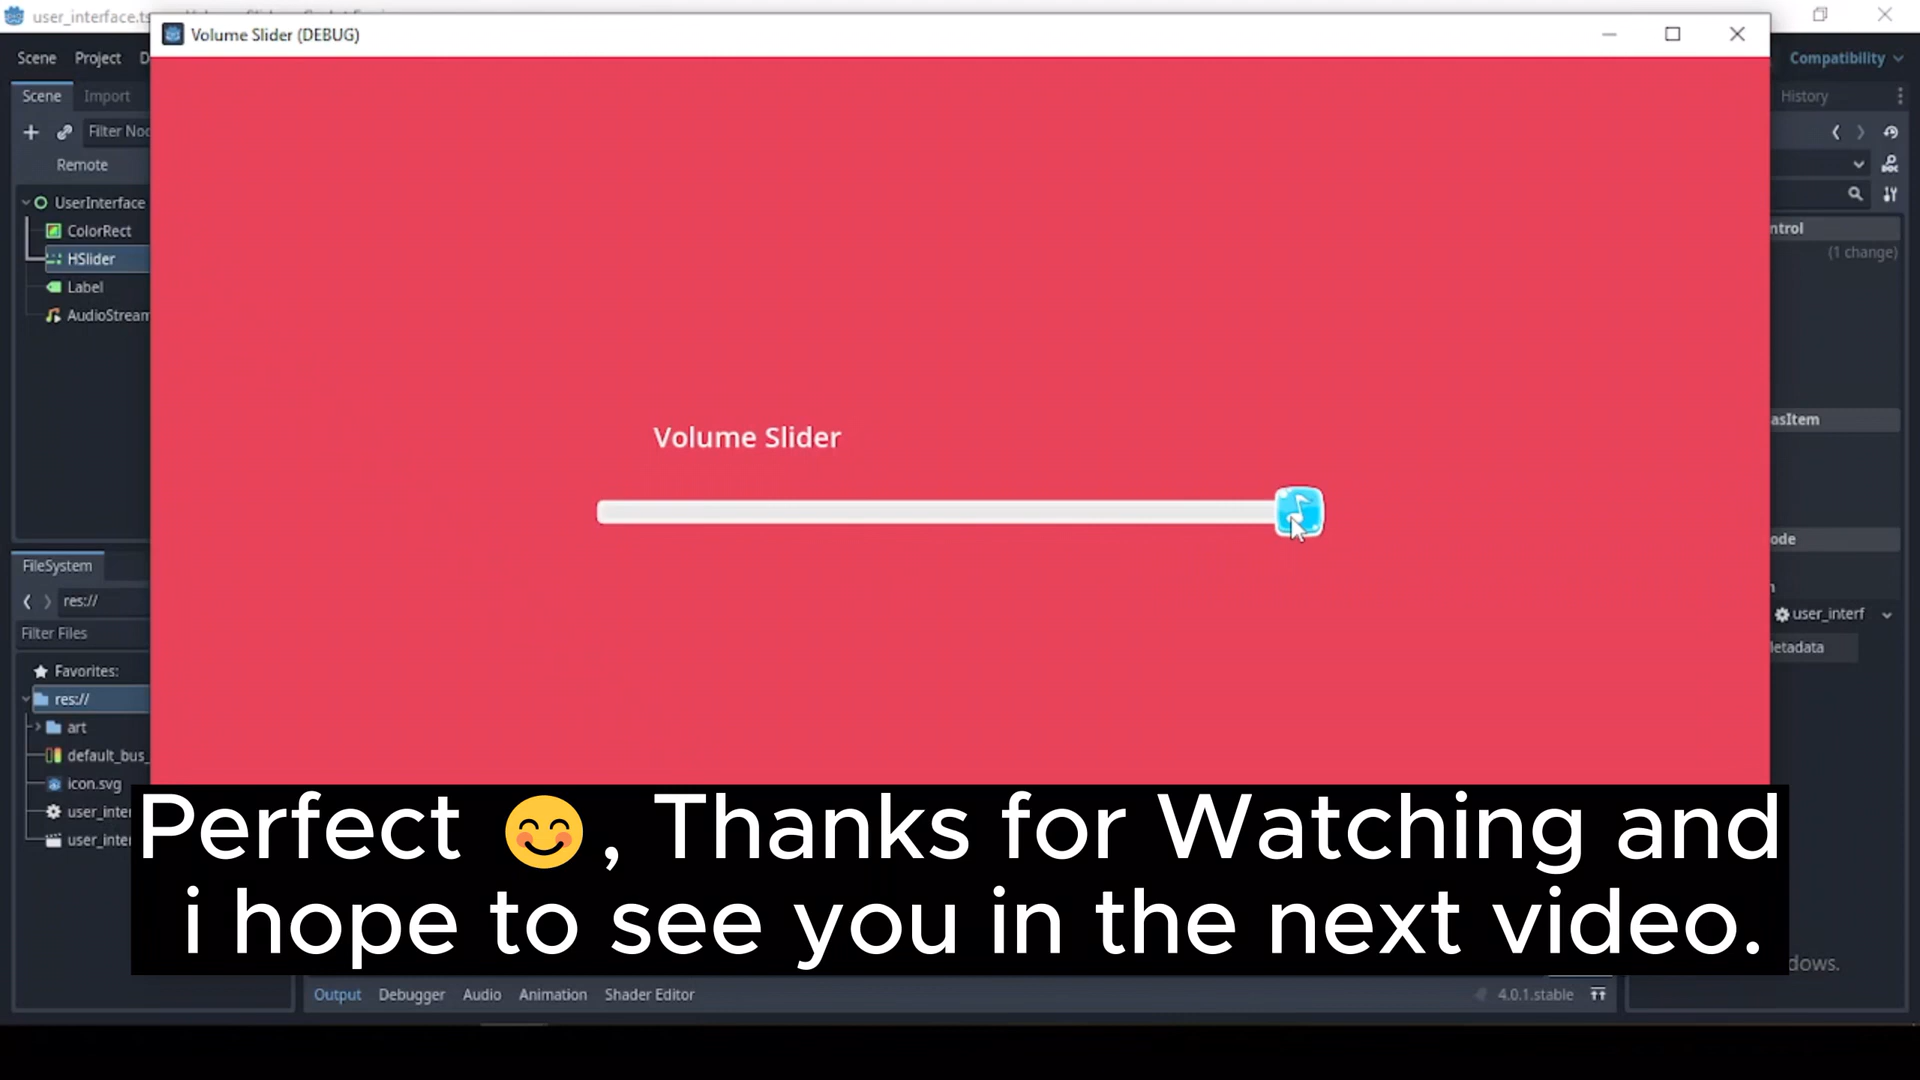 Volume Slider (DEBUG)
Scene Project
Compatibility
Scene Import
History
Filter
Remote
UserInterface
ColorRect
HSlider
Label
AudioStream
ntrol
(1 change)
asItem
ode
user_interf
etadata
Volume Slider
FileSystem
res://
Filter Files
Favorites:
res://
art
default_bus_
icon.svg
user_inter
user_inter
Perfect 😊, Thanks for Watching and
i hope to see you in the next video.
dows.
Output Debugger Audio Animation Shader Editor
4.0.1.stable